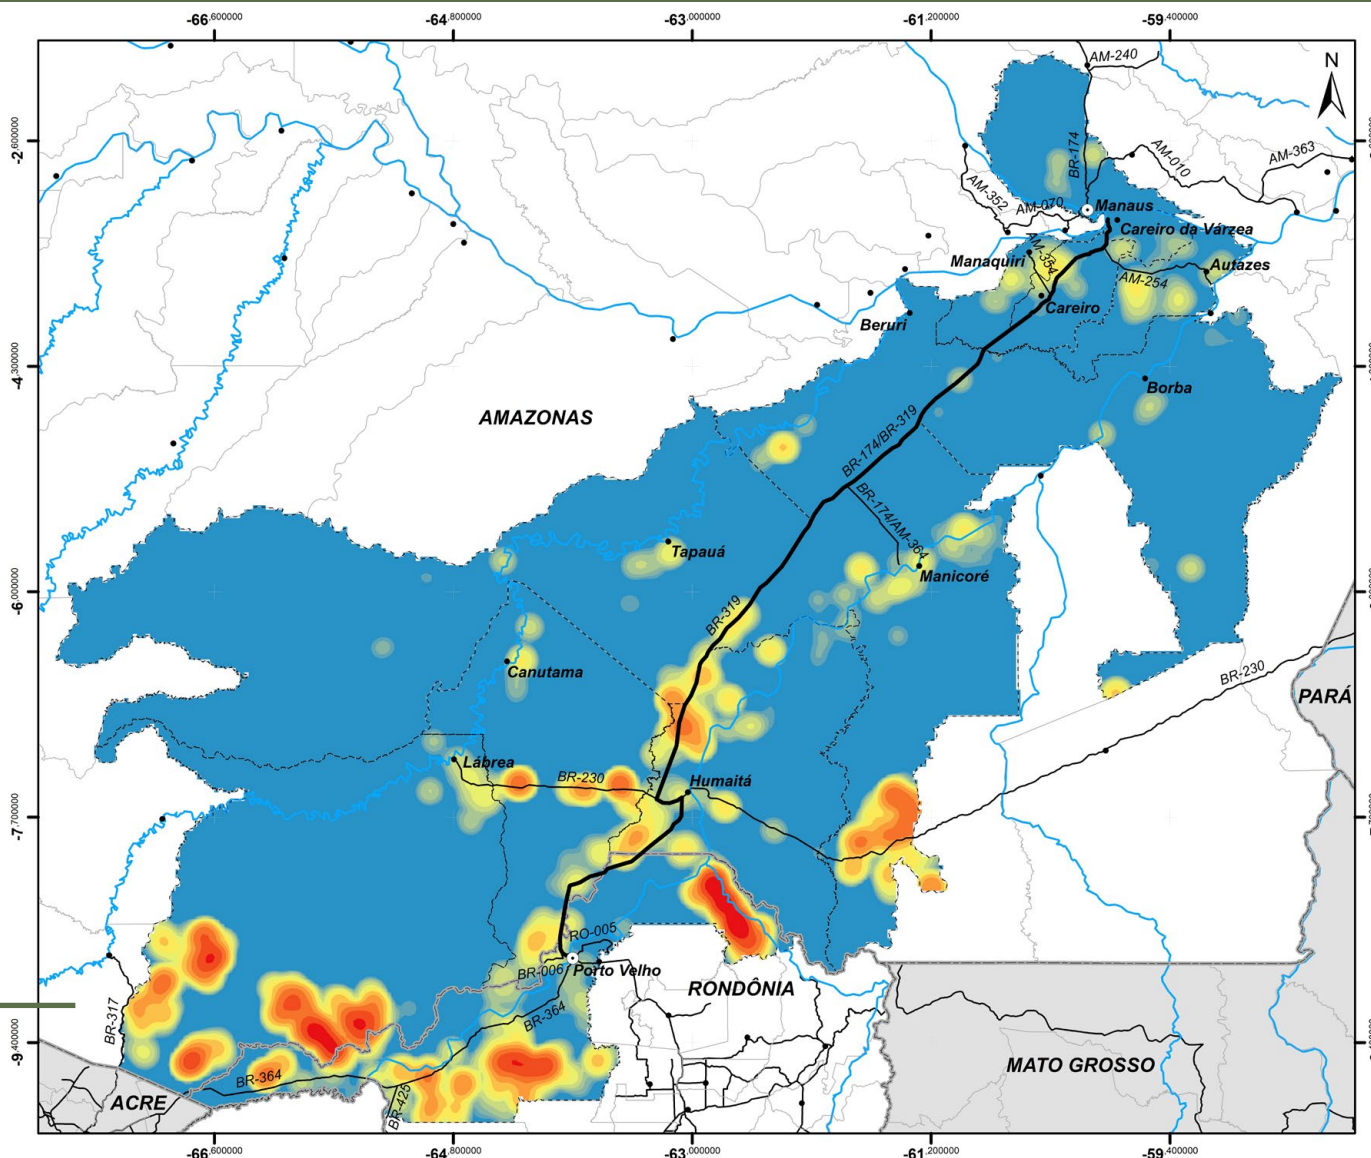 -66,600000 -64,800000 -63,000000 -61,200000 -59,400000
N
AM-240
BR-174
-2,600000
AM-010
AM-363
AM-352
AM-070
Manaus
Careiro da Várzea
AM-354
Manaquiri
Autazes
AM-254
Careiro
Beruri
-4,300000
Borba
AMAZONAS
BR-174/BR-319
BR-174/AM-364
Tapauá
Manicoré
-6,000000
BR-319
Canutama
BR-230
PARÁ
Lábrea
BR-230
Humaitá
-7,700000
RO-005
BR-006
Porto Velho
RONDÔNIA
BR-317
BR-364
-9,400000
BR-364
MATO GROSSO
ACRE
BR-425
-66,600000 -64,800000 -63,000000 -61,200000 -59,400000